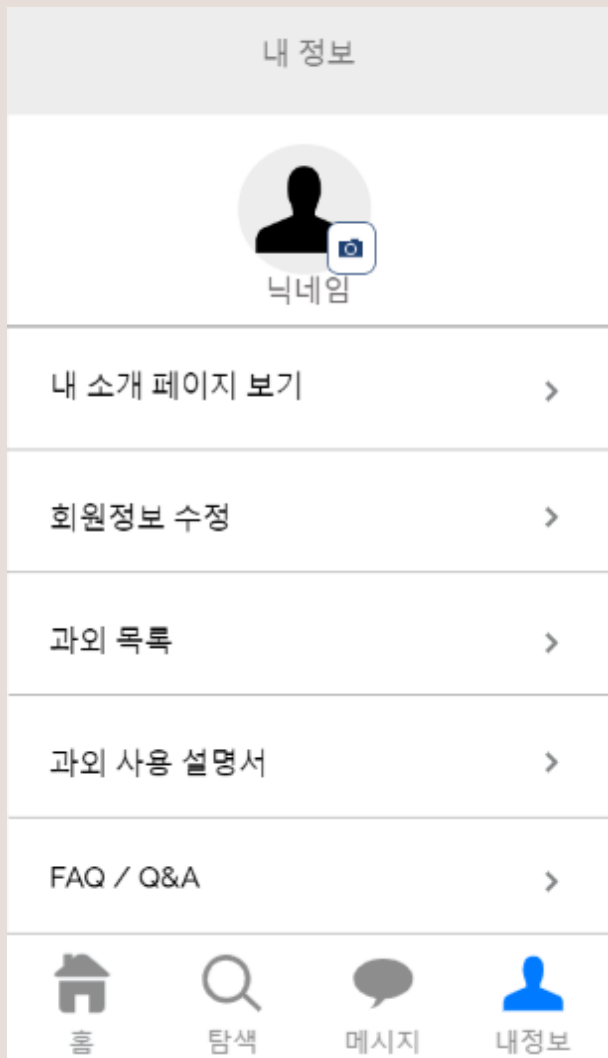 내 정보
닉네임
내 소개 페이지 보기
회원정보 수정
과외 목록
과외 사용 설명서
FAQ / Q&A
홈 탐색 메시지 내정보